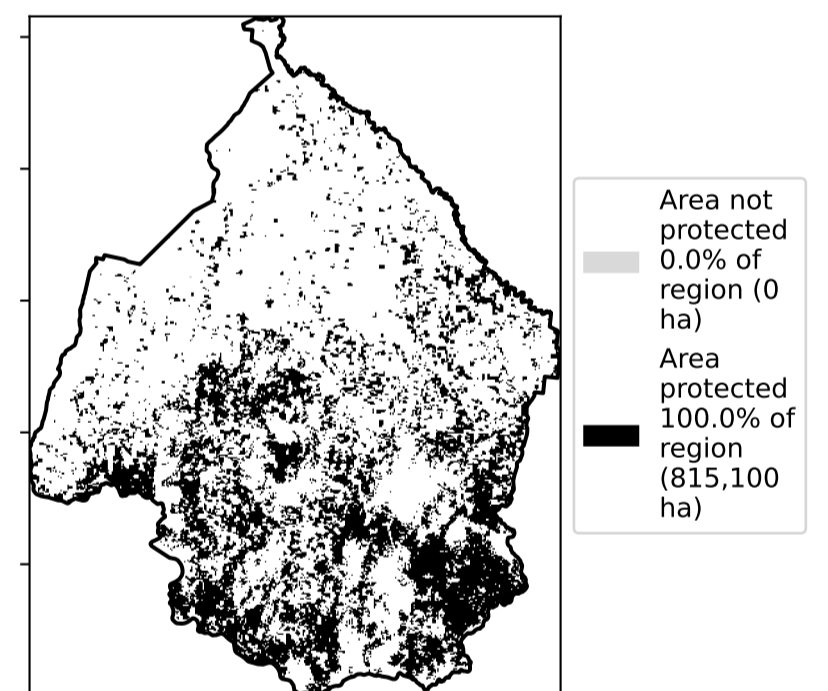 Area not
protected
0.0% of
region (0
ha)
Area
protected
100.0% of
region
(815,100
ha)